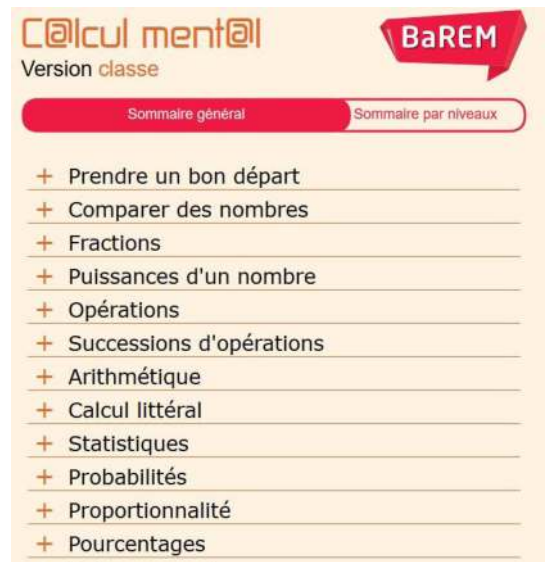 C@lcul ment@l
BaREM
Version classe
Sommaire général
Sommaire par niveaux
+ Prendre un bon départ
+ Comparer des nombres
+ Fractions
+ Puissances d'un nombre
+ Opérations
+ Successions d'opérations
+ Arithmétique
+ Calcul littéral
+ Statistiques
+ Probabilités
+ Proportionnalité
+ Pourcentages